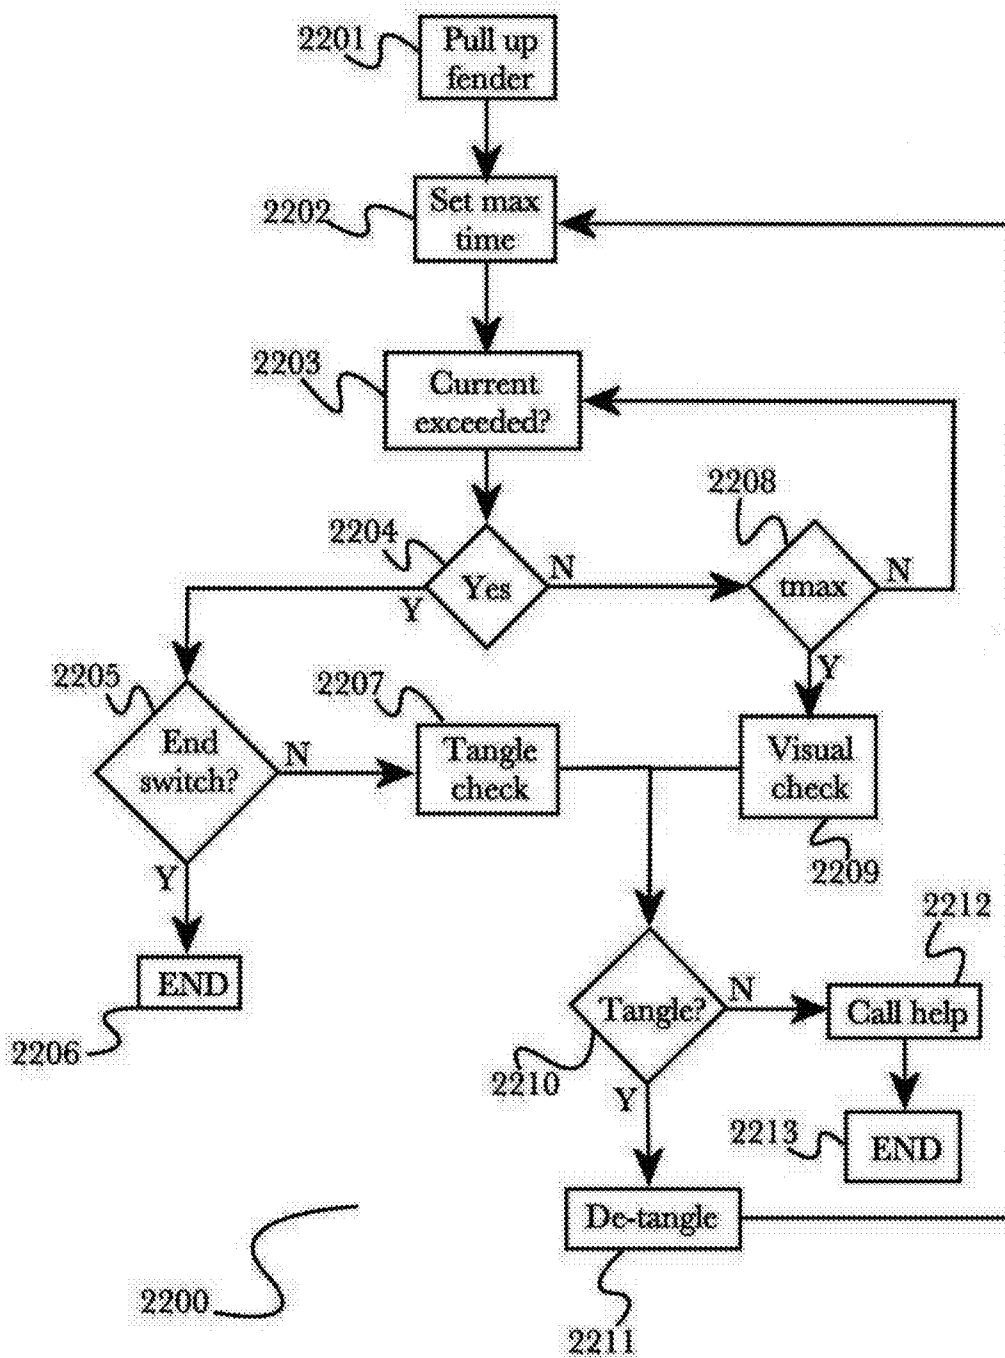 2201
Pull up
fender
2202
Set max
time
2203
Current
exceeded?
2204
Yes
N
Y
2208
tmax
N
Y
2205
End
switch?
N
Y
2207
Tangle
check
Visual
check
2209
END
2206
Tangle?
N
Y
2210
2212
Call help
2213
END
De-tangle
2211
2200